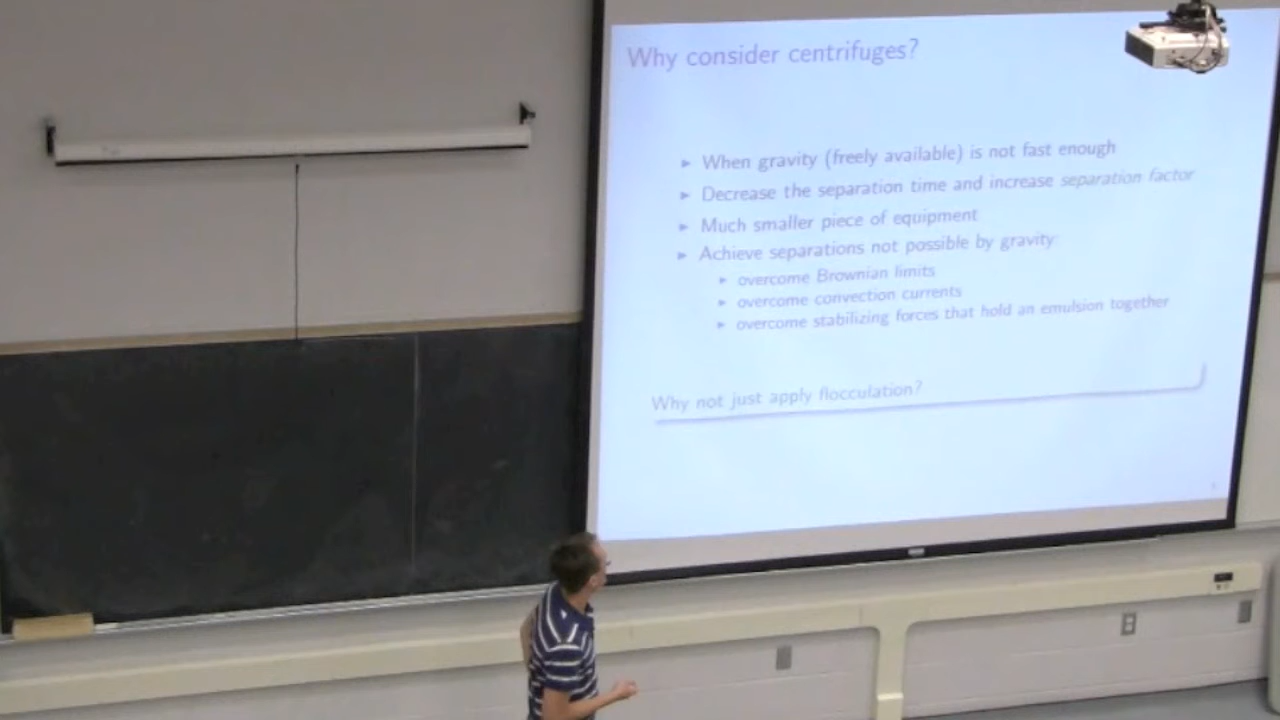 Why consider centrifuges?
▶ When gravity (freely available) is not fast enough
▶ Decrease the separation time and increase separation factor
▶ Much smaller piece of equipment
▶ Achieve separations not possible by gravity:
▶ overcome Brownian limits
▶ overcome convection currents
▶ overcome stabilizing forces that hold an emulsion together
Why not just apply flocculation?